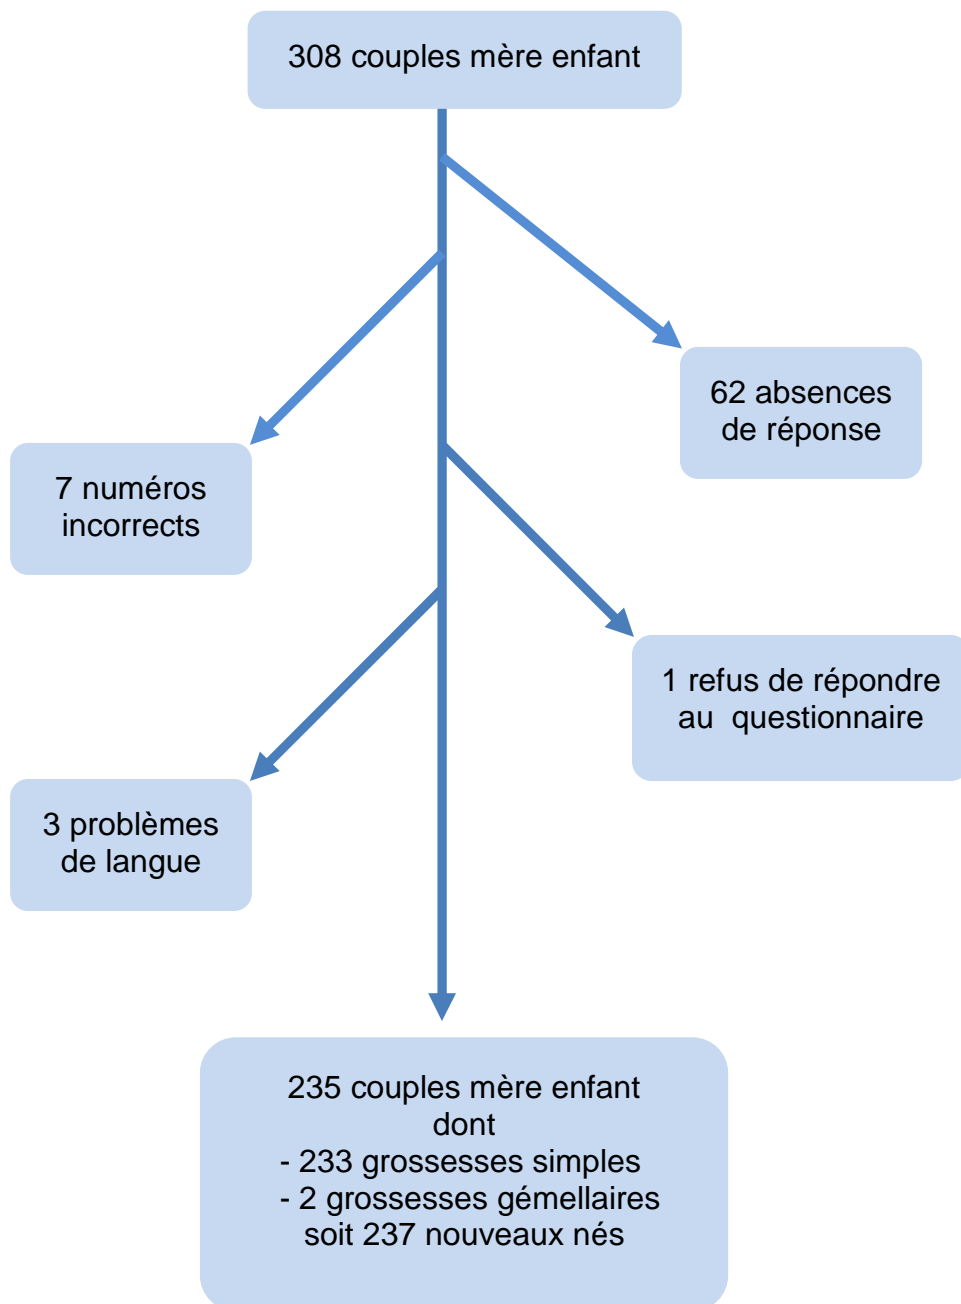 308 couples mère enfant
62 absences
de réponse
7 numéros
incorrects
1 refus de répondre
au questionnaire
3 problèmes
de langue
235 couples mère enfant
dont
- 233 grossesses simples
- 2 grossesses gémellaires
soit 237 nouveaux nés